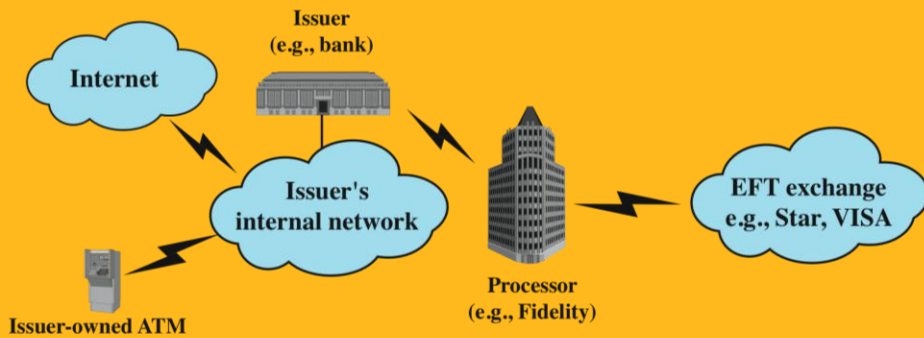 Issuer
(e.g., bank)
Internet
Issuer's
internal network
EFT exchange
e.g., Star, VISA
Processor
(e.g., Fidelity)
Issuer-owned ATM